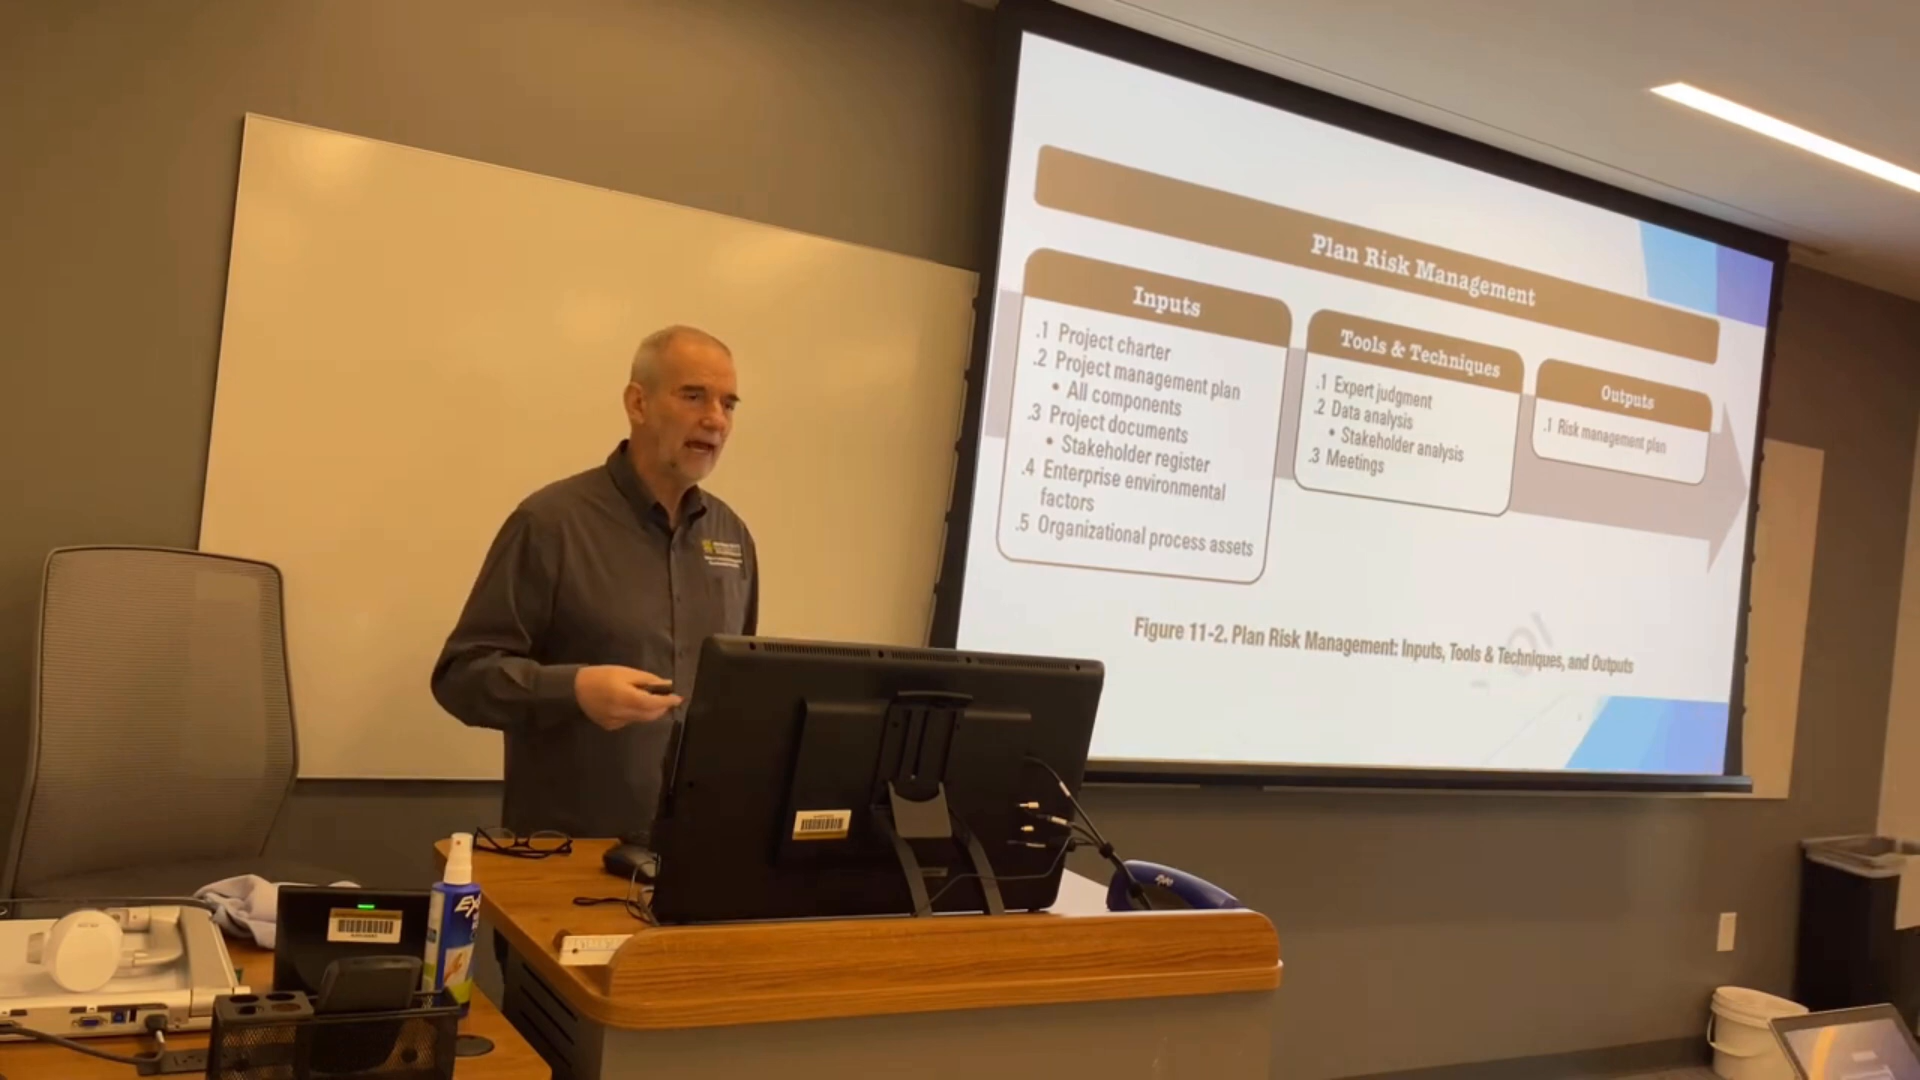 Plan Risk Management
Inputs
.1 Project charter
.2 Project management plan
• All components
.3 Project documents
• Stakeholder register
.4 Enterprise environmental
factors
.5 Organizational process assets
Tools & Techniques
.1 Expert judgment
.2 Data analysis
• Stakeholder analysis
.3 Meetings
Outputs
.1 Risk management plan
Figure 11-2. Plan Risk Management: Inputs, Tools & Techniques, and Outputs